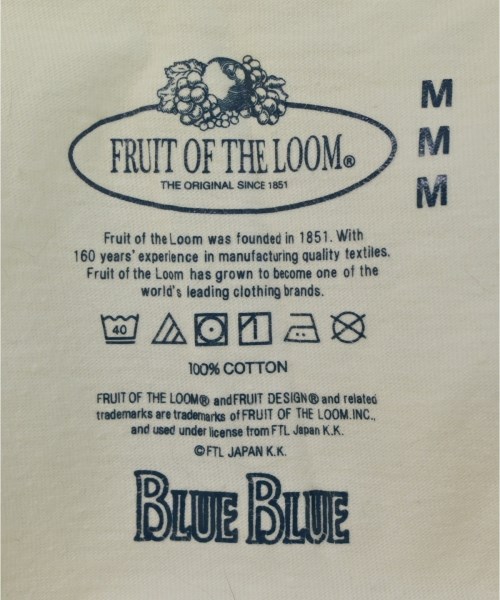 FRUIT OF THE LOOM®
THE ORIGINAL SINCE 1851
M
M
M
Fruit of the Loom was founded in 1851. With
160 years' experience in manufacturing quality textiles.
Fruit of the Loom has grown to become one of the
world's leading clothing brands.
40
100% COTTON
FRUIT OF THE LOOM® and FRUIT DESIGN® and related
trademarks are trademarks of FRUIT OF THE LOOM.INC.,
and used under license from FTL Japan K.K.
©FTL JAPAN K.K.
BLUE BLUE